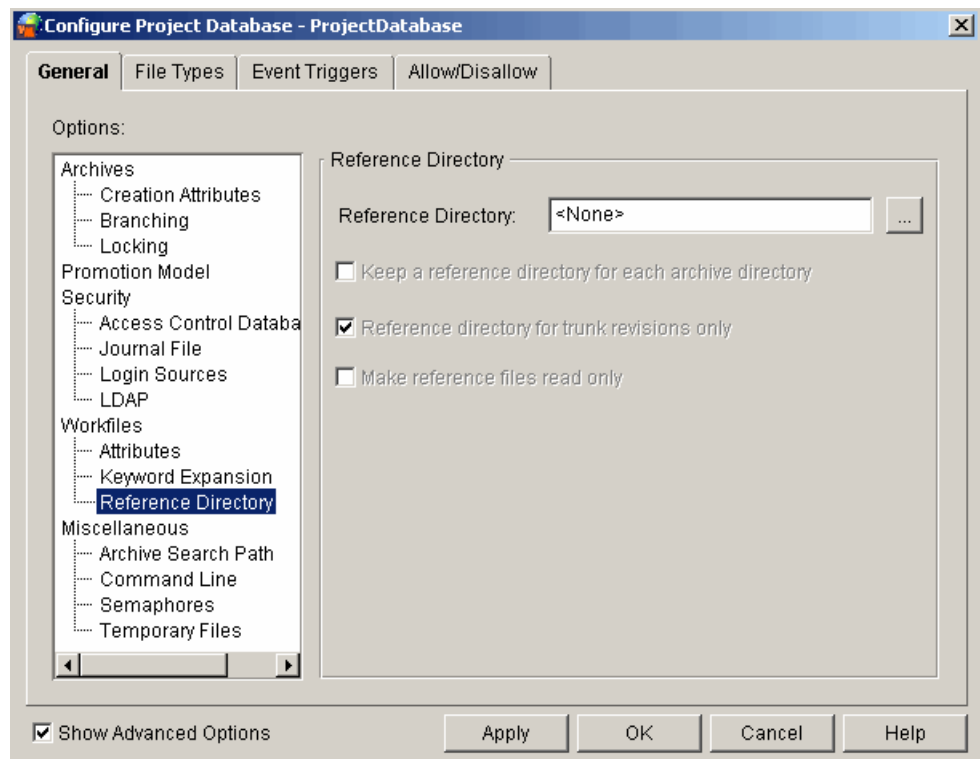 Configure Project Database - ProjectDatabase
General File Types Event Triggers Allow/Disallow
Options:
Archives
Creation Attributes
Branching
Locking
Promotion Model
Security
Access Control Databa
Journal File
Login Sources
LDAP
Workfiles
Attributes
Keyword Expansion
Reference Directory
Miscellaneous
Archive Search Path
Command Line
Semaphores
Temporary Files
Reference Directory
Reference Directory: <None> ...
Keep a reference directory for each archive directory
Reference directory for trunk revisions only
Make reference files read only
Show Advanced Options Apply OK Cancel Help